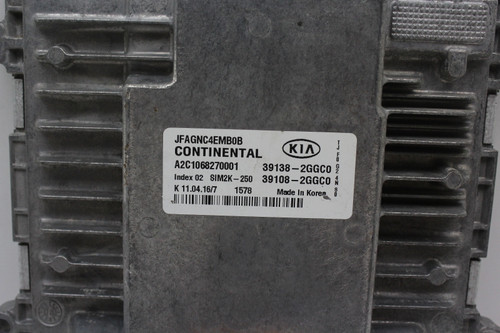 JFAGNC4EMB0B
CONTINENTAL
KIA
A2C1068270001 39138-2GGC0
Index 02 SIM2K-250 39108-2GGC0
K 11.04.16/7 1578 Made in Korea